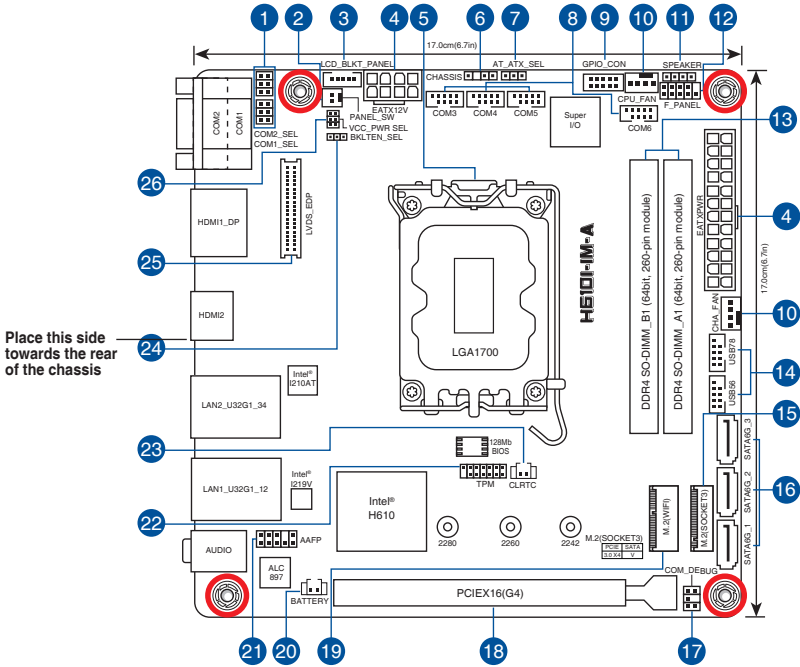 1
2
3
4
5
6
7
8
9
10
11
12
17.0cm(6.7in)
LCD_BLKT_PANEL
CHASSIS
AT_ATX_SEL
GPIO_CON
SPEAKER
EATX12V
COM3
COM4
COM5
CPU_FAN
F_PANEL
COM6
COM2
COM1
COM2_SEL
COM1_SEL
PANEL_SW
VCC_PWR SEL
BKLTEN_SEL
Super
I/O
13
26
LVDS_EDP
HDMI1_DP
25
EATXPWR
4
17.0cm(6.7in)
H610I-IM-A
DDR4 SO-DIMM_B1 (64bit, 260-pin module)
DDR4 SO-DIMM_A1 (64bit, 260-pin module)
CHA_FAN
10
HDMI2
Place this side
towards the rear
of the chassis
24
LGA1700
USB78
USB56
14
Intel®
I210AT
LAN2_U32G1_34
15
23
128Mb
BIOS
SATA6G_3
SATA6G_2
SATA6G_1
16
LAN1_U32G1_12
Intel®
I219V
TPM
CLRTC
22
Intel®
H610
M.2(WIFI)
M.2(SOCKET3)
2280
2260
2242
M.2(SOCKET3)
PCIE SATA
3.0 X4 V
AUDIO
AAFP
ALC
897
BATTERY
COM_DEBUG
PCIEX16(G4)
21
20
19
18
17